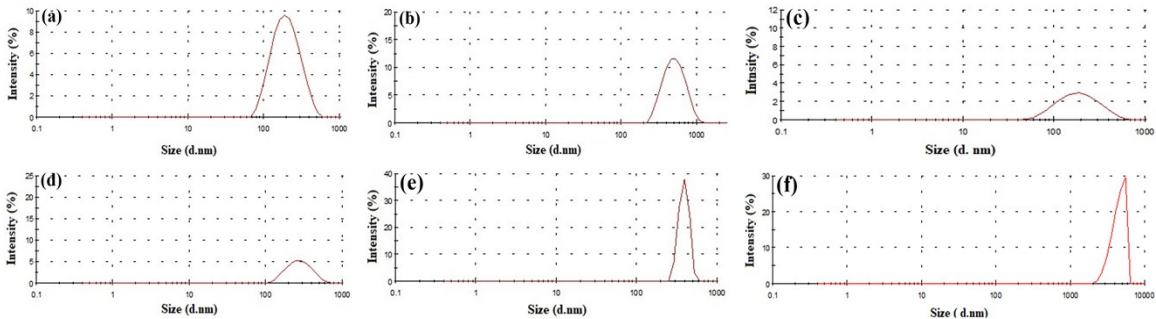 (a)
Intensity (%)
10
8
6
4
2
0
0.1 1 10 100 1000
Size (d.nm)
(b)
Intensity (%)
20
15
10
5
0
0.1 1 10 100 1000
Size (d.nm)
(c)
Intnsity (%)
12
10
8
6
4
2
0
0.1 1 10 100 1000
Size (d. nm)
(d)
Intensity (%)
25
20
15
10
5
0
0.1 1 10 100 1000
Size (d.nm)
(e)
Intensity (%)
40
30
20
10
0
0.1 1 10 100 1000
Size (d.nm)
(f)
Intensity (%)
30
20
10
0
0.1 1 10 100 1000 10000
Size ( d.nm)